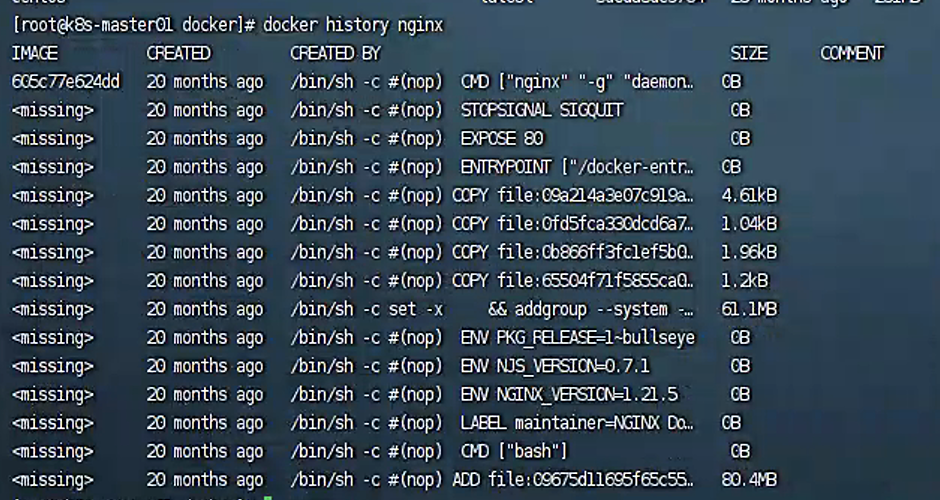 [root@k8s-master01 docker]# docker history nginx
IMAGE CREATED CREATED BY SIZE COMMENT
605c77e624dd 20 months ago /bin/sh -c #(nop) CMD ["nginx" "-g" "daemon… 0B
<missing> 20 months ago /bin/sh -c #(nop) STOPSIGNAL SIGQUIT 0B
<missing> 20 months ago /bin/sh -c #(nop) EXPOSE 80 0B
<missing> 20 months ago /bin/sh -c #(nop) ENTRYPOINT ["/docker-entr… 0B
<missing> 20 months ago /bin/sh -c #(nop) COPY file:09a214a3e07c919a… 4.61kB
<missing> 20 months ago /bin/sh -c #(nop) COPY file:0fd5fca330dcd6a7… 1.04kB
<missing> 20 months ago /bin/sh -c #(nop) COPY file:0b866ff3fc1ef5b0… 1.96kB
<missing> 20 months ago /bin/sh -c #(nop) COPY file:65504f71f5855ca0… 1.2kB
<missing> 20 months ago /bin/sh -c set -x && addgroup --system -… 61.1MB
<missing> 20 months ago /bin/sh -c #(nop) ENV PKG_RELEASE=1~bullseye 0B
<missing> 20 months ago /bin/sh -c #(nop) ENV NJS_VERSION=0.7.1 0B
<missing> 20 months ago /bin/sh -c #(nop) ENV NGINX_VERSION=1.21.5 0B
<missing> 20 months ago /bin/sh -c #(nop) LABEL maintainer=NGINX Do… 0B
<missing> 20 months ago /bin/sh -c #(nop) CMD ["bash"] 0B
<missing> 20 months ago /bin/sh -c #(nop) ADD file:09675d11695f65c55… 80.4MB